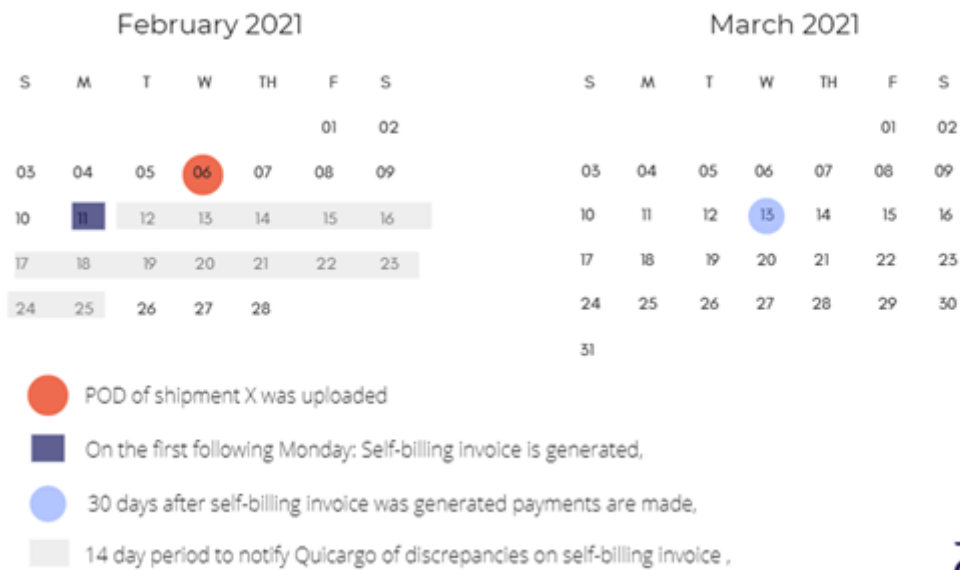 February 2021
S M T W TH F S
01 02
03 04 05 06 07 08 09
10 11 12 13 14 15 16
17 18 19 20 21 22 23
24 25 26 27 28
March 2021
S M T W TH F S
01 02
03 04 05 06 07 08 09
10 11 12 13 14 15 16
17 18 19 20 21 22 23
24 25 26 27 28 29 30
31
POD of shipment X was uploaded
On the first following Monday: Self-billing invoice is generated,
30 days after self-billing invoice was generated payments are made,
14 day period to notify Quicargo of discrepancies on self-billing invoice ,